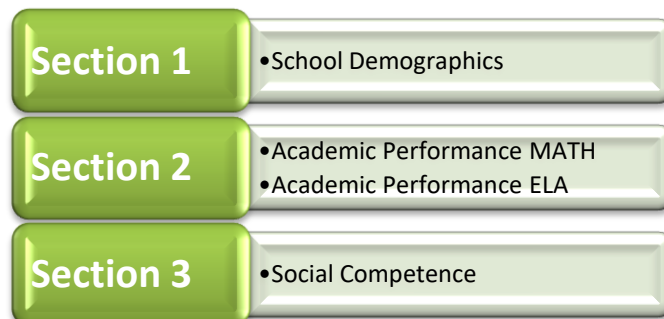 Section 1
•School Demographics
Section 2
•Academic Performance MATH
•Academic Performance ELA
Section 3
•Social Competence